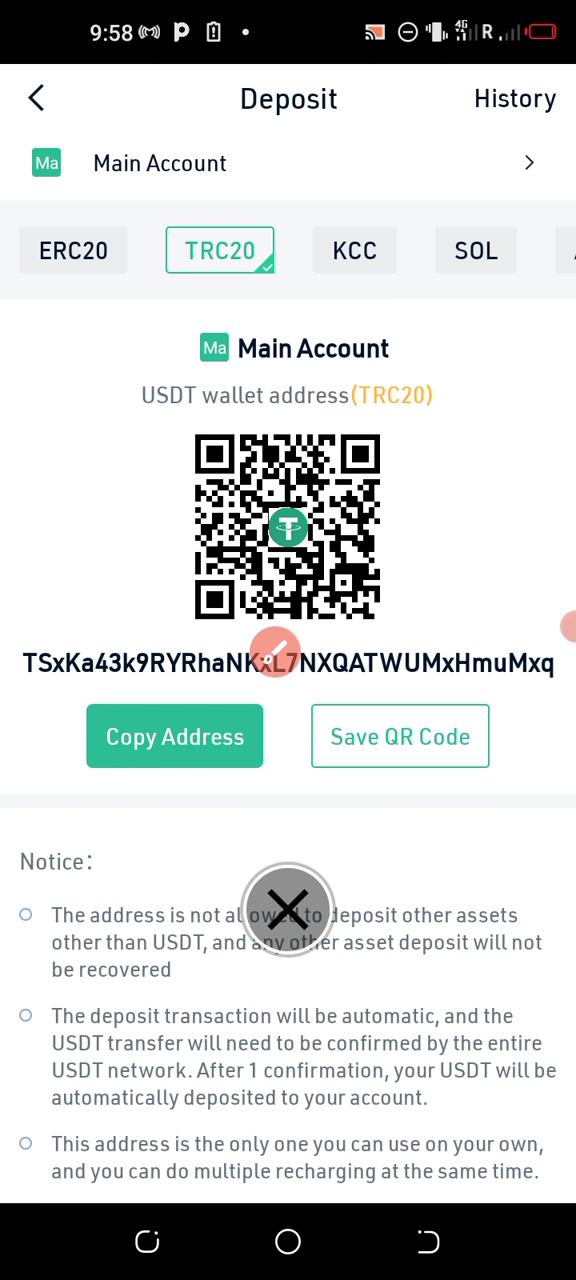 9:58
4G
R
Deposit
History
Ma
Main Account
ERC20
TRC20
KCC
SOL
Ma Main Account
USDT wallet address(TRC20)
TSxKa43k9RYRhaNKxL7NXQATWUMxHmuMxq
Copy Address
Save QR Code
Notice:
The address is not allowed to deposit other assets
other than USDT, and any other asset deposit will not
be recovered
The deposit transaction will be automatic, and the
USDT transfer will need to be confirmed by the entire
USDT network. After 1 confirmation, your USDT will be
automatically deposited to your account.
This address is the only one you can use on your own,
and you can do multiple recharging at the same time.